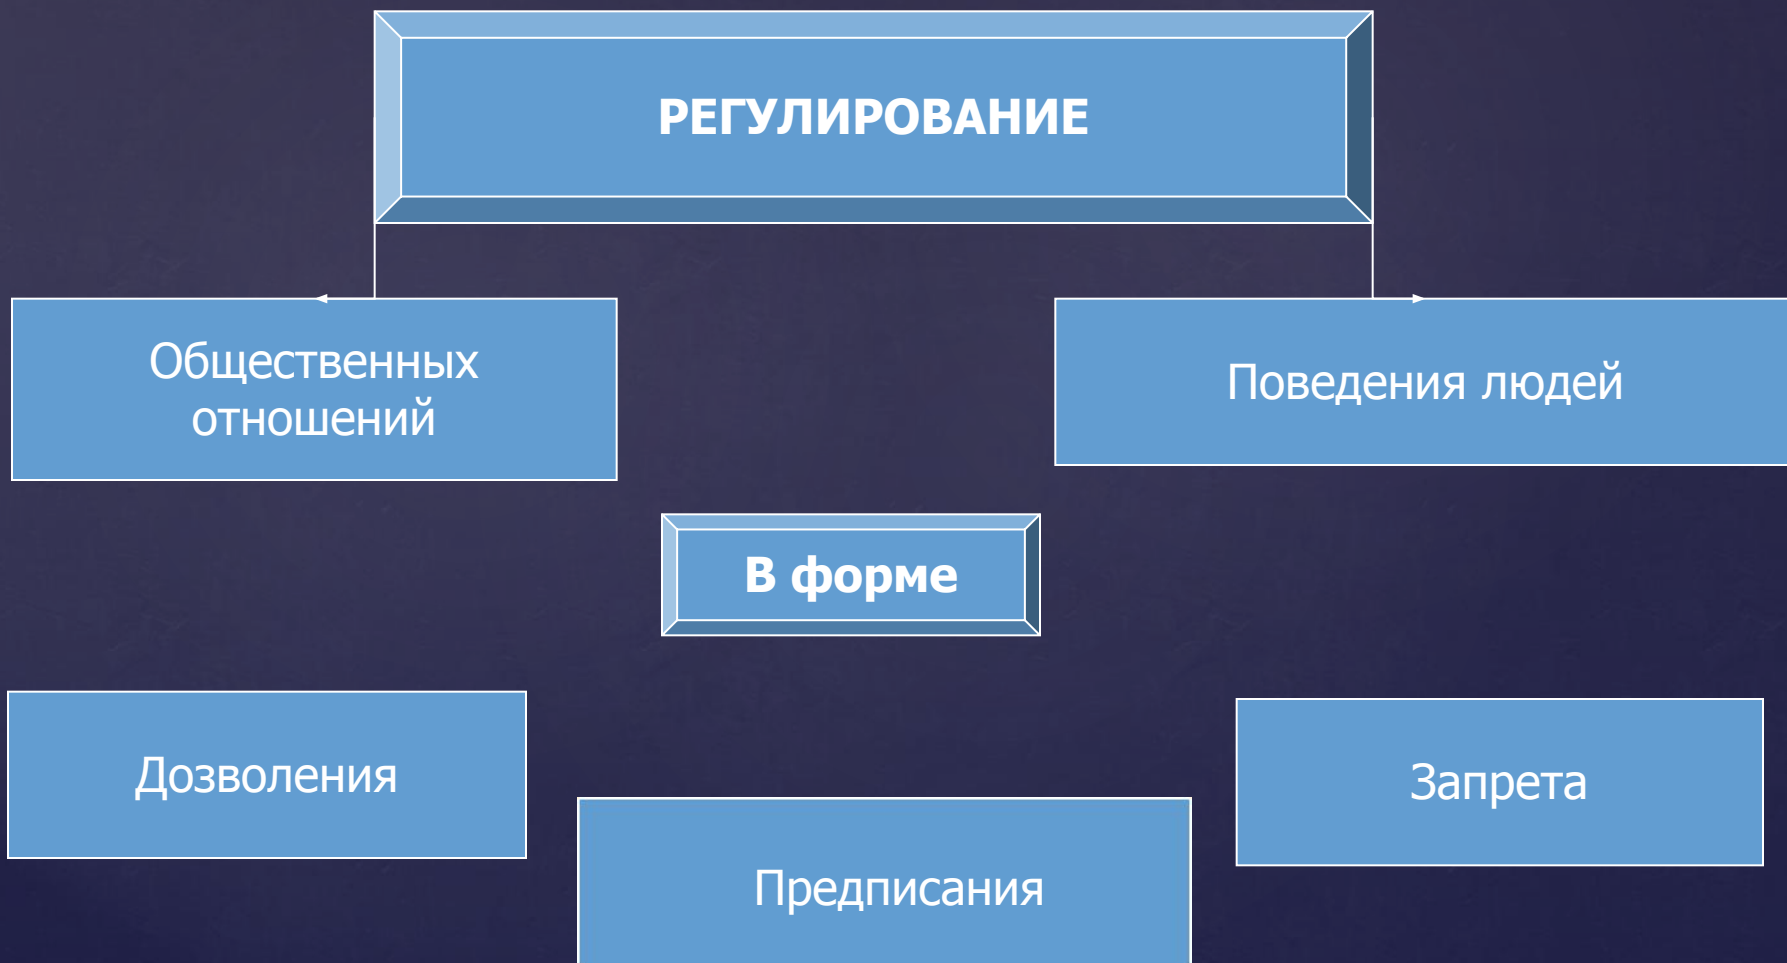 РЕГУЛИРОВАНИЕ
Общественных
отношений
Поведения людей
В форме
Дозволения
Предписания
Запрета